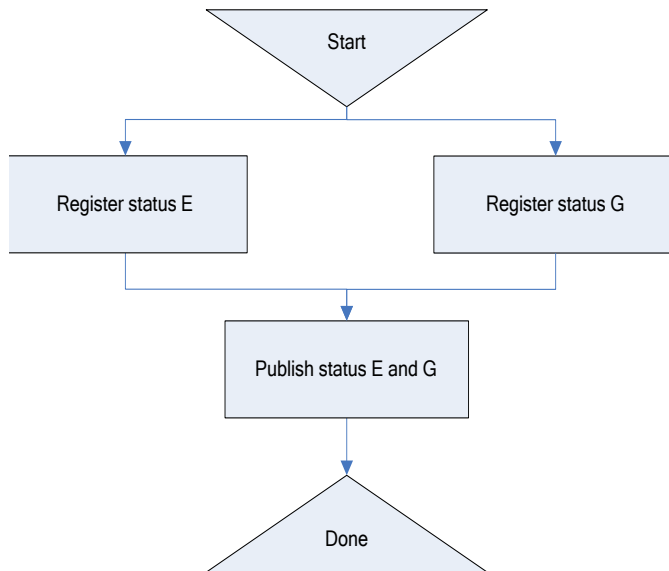 Start
Register status E
Register status G
Publish status E and G
Done